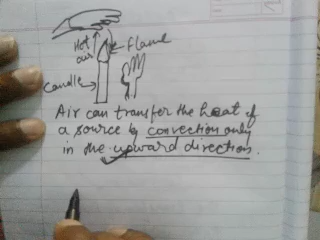 Hot
air
Flame
Candle
Air can transfer the heat of
a source by convection only
in the upward direction.